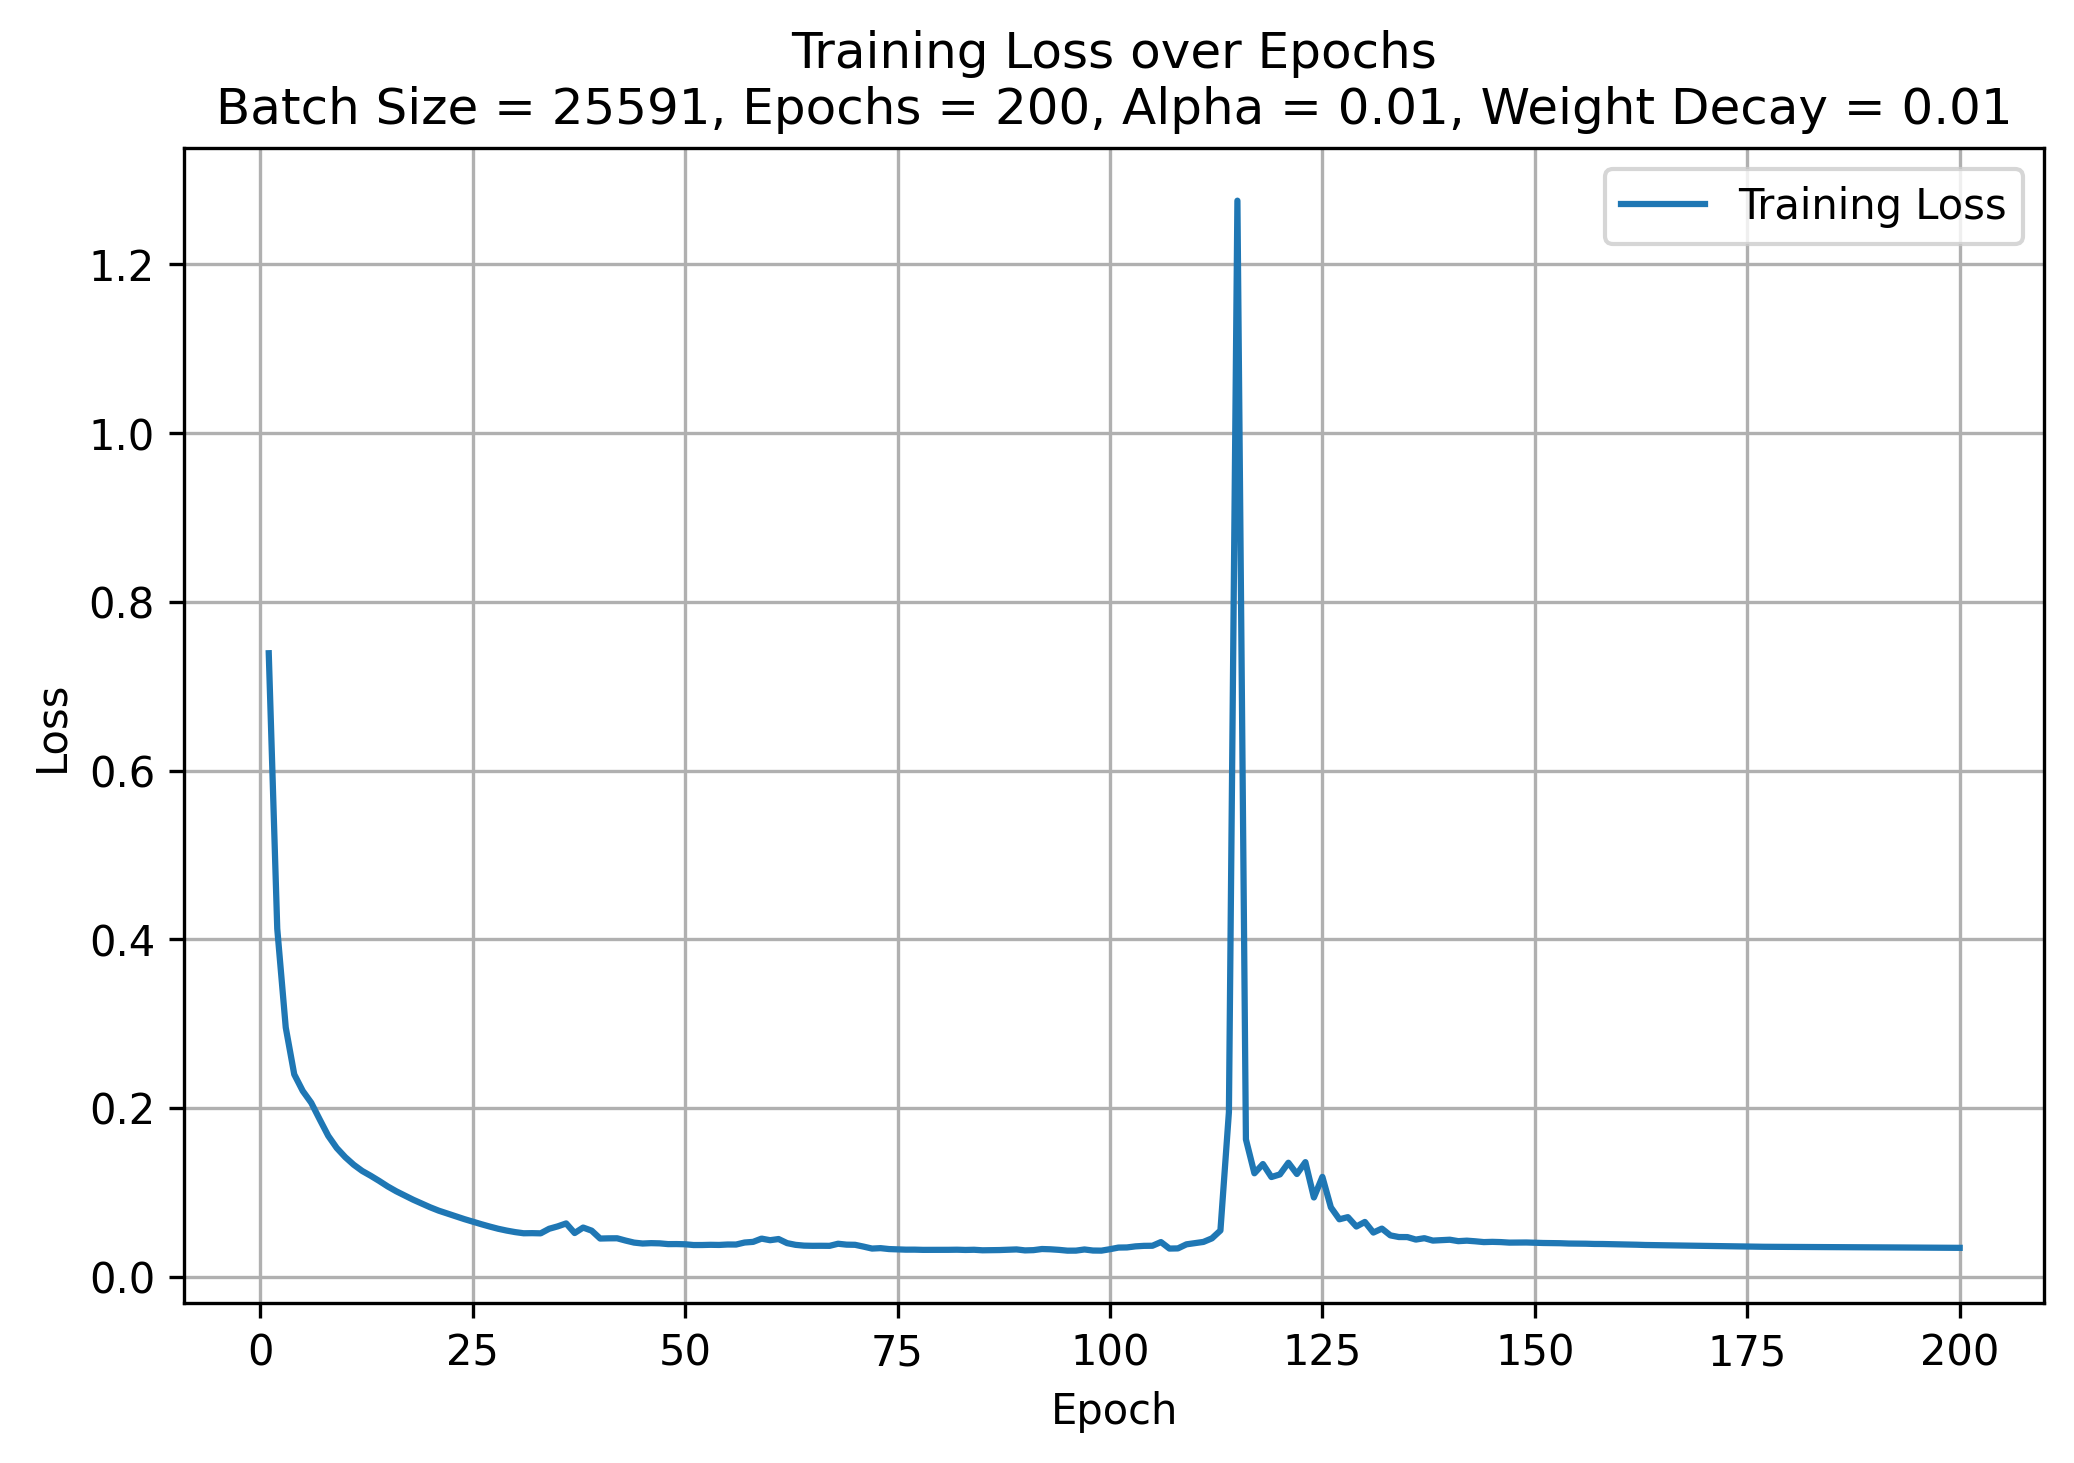 Training Loss over Epochs
Batch Size = 25591, Epochs = 200, Alpha = 0.01, Weight Decay = 0.01
Training Loss
1.2
1.0
0.8
0.6
0.4
0.2
0.0
Loss
0 25 50 75 100 125 150 175 200
Epoch